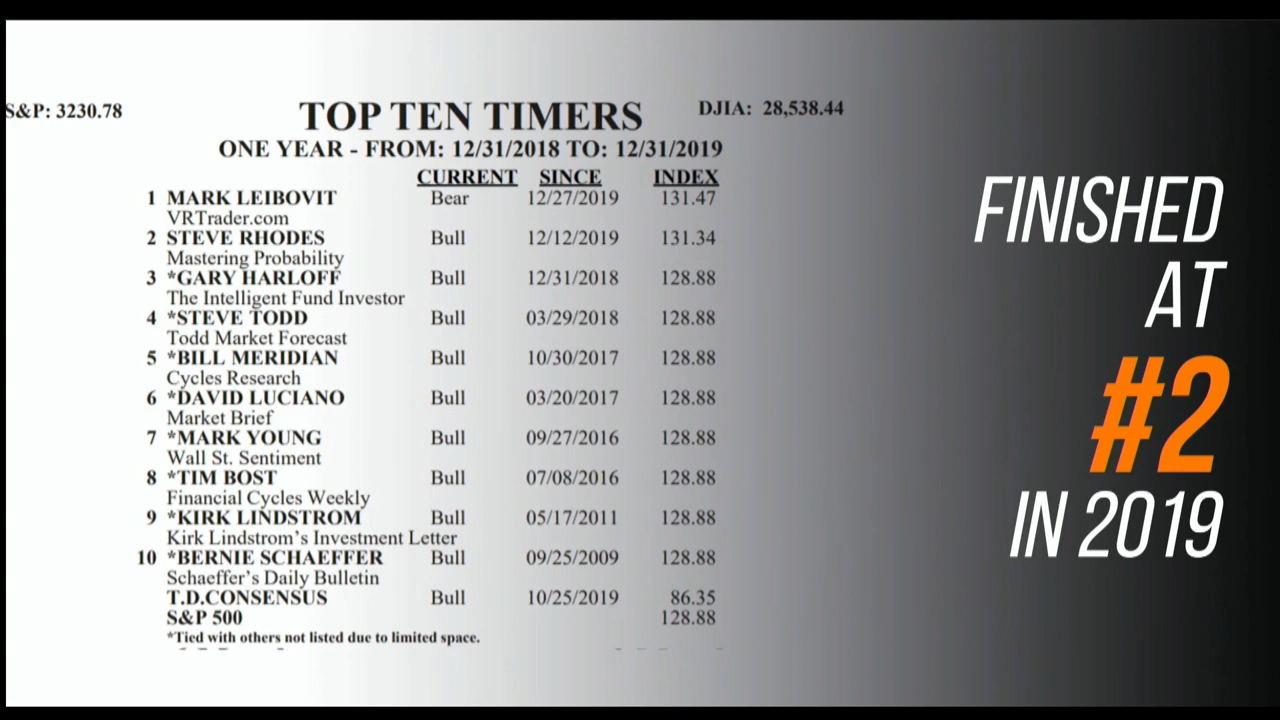 S&P: 3230.78
TOP TEN TIMERS
DJIA: 28,538.44
ONE YEAR - FROM: 12/31/2018 TO: 12/31/2019
CURRENT SINCE INDEX
1 MARK LEIBOVIT Bear 12/27/2019 131.47
VRTrader.com
2 STEVE RHODES Bull 12/12/2019 131.34
Mastering Probability
3 *GARY HARLOFF Bull 12/31/2018 128.88
The Intelligent Fund Investor
4 *STEVE TODD Bull 03/29/2018 128.88
Todd Market Forecast
5 *BILL MERIDIAN Bull 10/30/2017 128.88
Cycles Research
6 *DAVID LUCIANO Bull 03/20/2017 128.88
Market Brief
7 *MARK YOUNG Bull 09/27/2016 128.88
Wall St. Sentiment
8 *TIM BOST Bull 07/08/2016 128.88
Financial Cycles Weekly
9 *KIRK LINDSTROM Bull 05/17/2011 128.88
Kirk Lindstrom's Investment Letter
10 *BERNIE SCHAEFFER Bull 09/25/2009 128.88
Schaeffer's Daily Bulletin
T.D.CONSENSUS Bull 10/25/2019 86.35
S&P 500 128.88
*Tied with others not listed due to limited space.
FINISHED
AT
#2
IN 2019